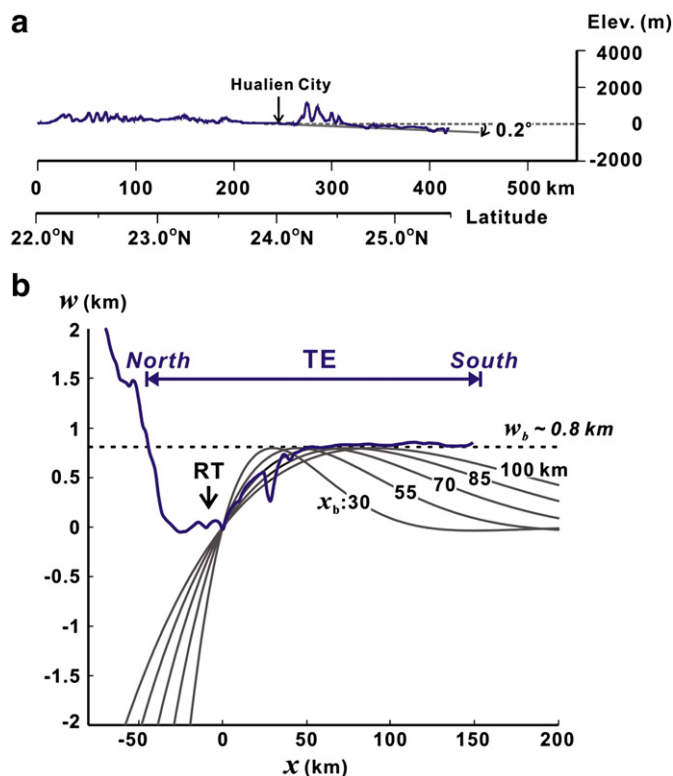 a
Elev. (m)
4000
2000
0
-2000
Hualien City
0.2°
0 100 200 300 400 500 km
22.0°N 23.0°N 24.0°N 25.0°N Latitude
b
w (km)
2
1.5
1
0.5
0
-0.5
-1
-1.5
-2
North TE South
w_b ~ 0.8 km
RT
x_b:30 55 70 85 100 km
-50 0 50 100 150 200
x (km)